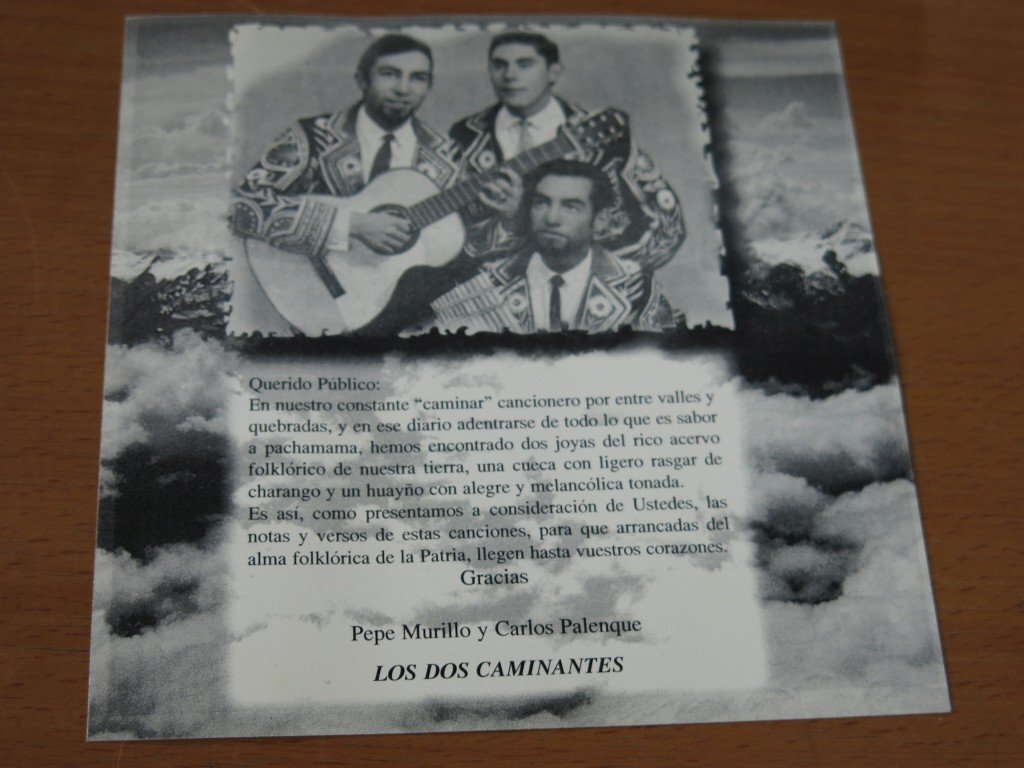 Querido Público:
En nuestro constante “caminar” cancionero por entre valles y
quebradas, y en ese diario adentrarse de todo lo que es sabor
a pachamama, hemos encontrado dos joyas del rico acervo
folklórico de nuestra tierra, una cueca con ligero rasgar de
charango y un huayño con alegre y melancólica tonada.
Es así, como presentamos a consideración de Ustedes, las
notas y versos de estas canciones, para que arrancadas del
alma folklórica de la Patria, llegen hasta vuestros corazones.
Gracias
Pepe Murillo y Carlos Palenque
LOS DOS CAMINANTES